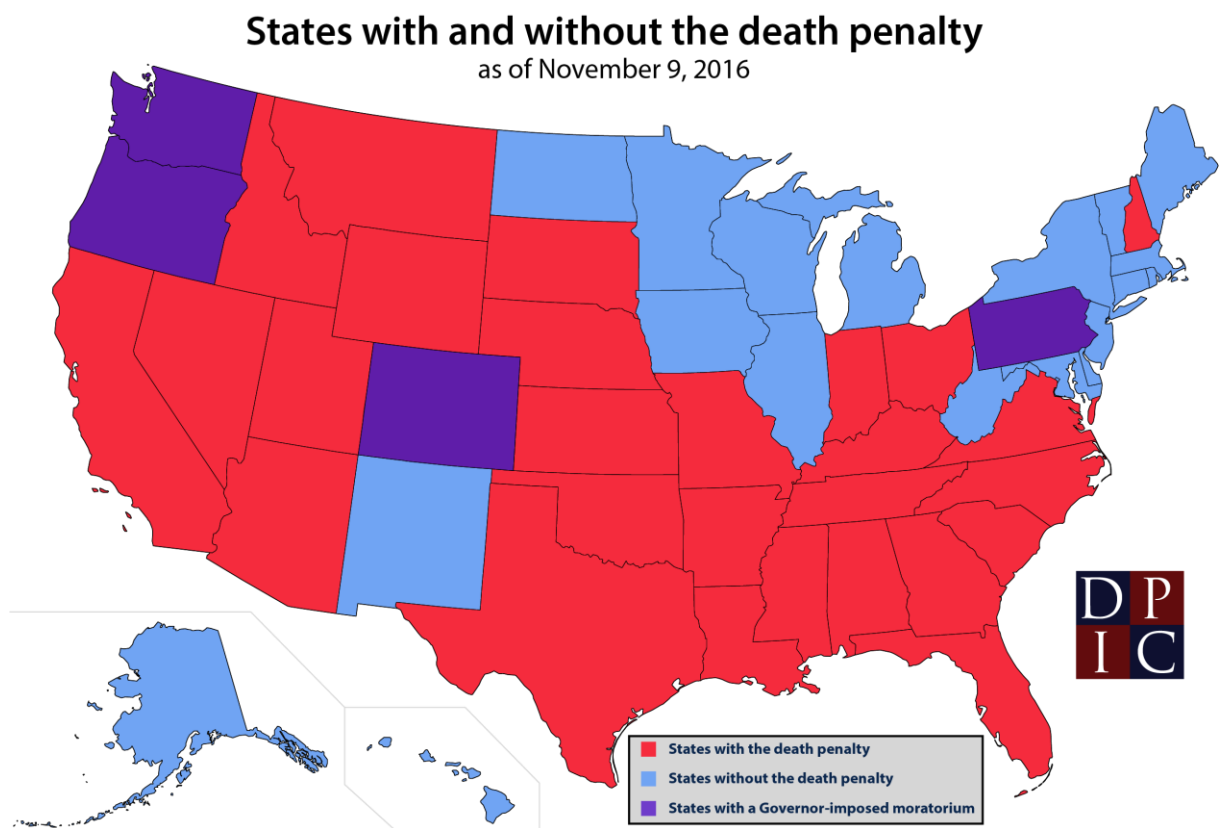 States with and without the death penalty
as of November 9, 2016
D P
I C
States with the death penalty
States without the death penalty
States with a Governor-imposed moratorium